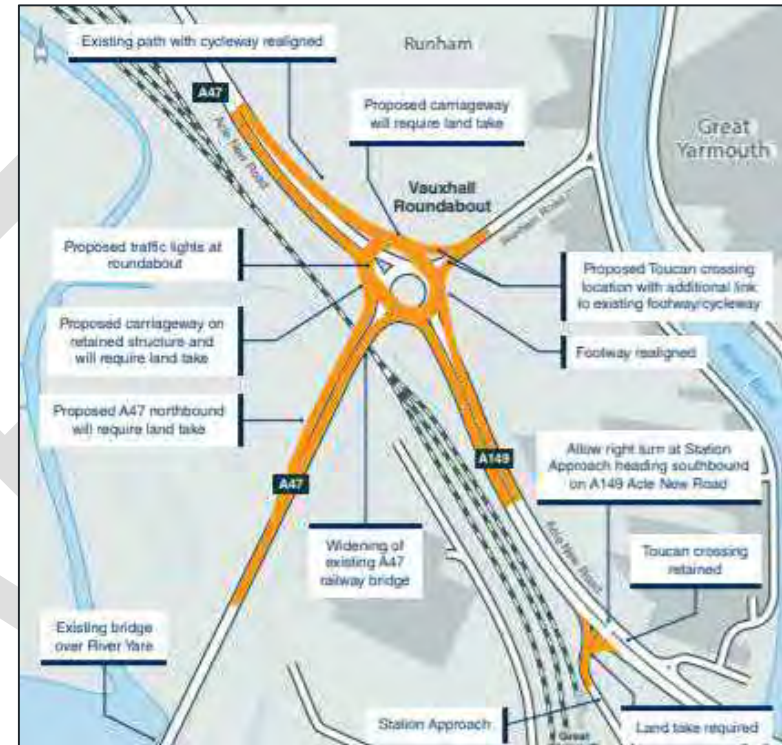 Existing path with cycleway realigned
Runham
A47
Proposed carriageway
will require land take
Great
Yarmouth
Acle New Road
Vauxhall
Roundabout
Runham Road
Proposed traffic lights at
roundabout
Proposed Toucan crossing
location with additional link
to existing footway/cycleway
Proposed carriageway on
retained structure and
will require land take
Footway realigned
Proposed A47 northbound
will require land take
Allow right turn at Station
Approach heading southbound
on A149 Acle New Road
A149
A47
Acle New Road
Widening of
existing A47
railway bridge
Toucan crossing
retained
Existing bridge
over River Yare
Station Approach
Land take required
Great